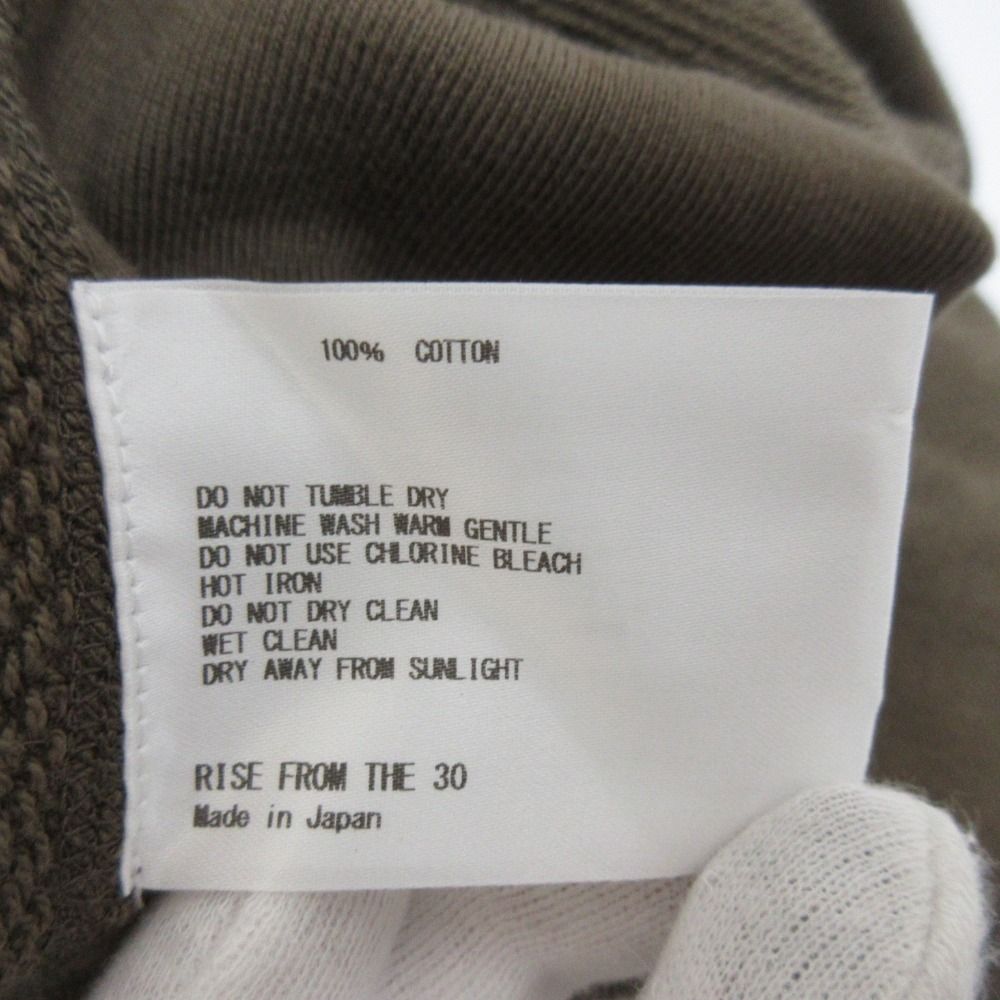 100% COTTON
DO NOT TUMBLE DRY
MACHINE WASH WARM GENTLE
DO NOT USE CHLORINE BLEACH
HOT IRON
DO NOT DRY CLEAN
WET CLEAN
DRY AWAY FROM SUNLIGHT
RISE FROM THE 30
Made in Japan